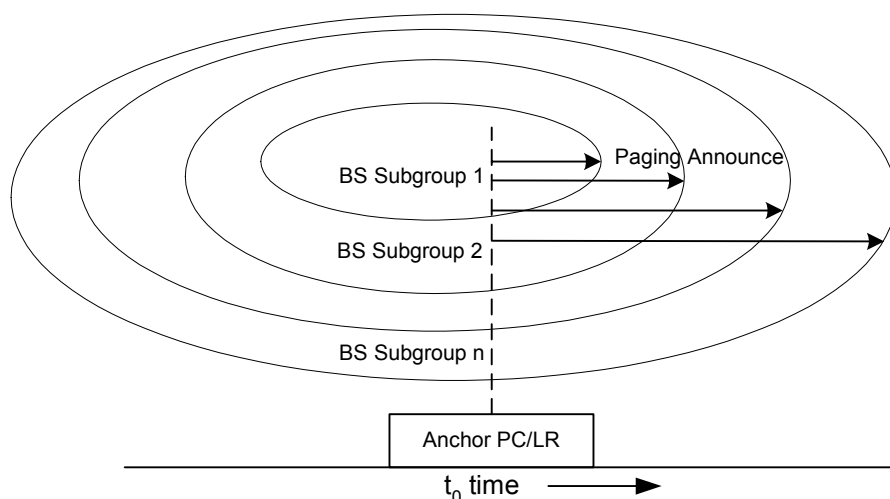 Paging Announce
BS Subgroup 1
BS Subgroup 2
BS Subgroup n
Anchor PC/LR
t0 time